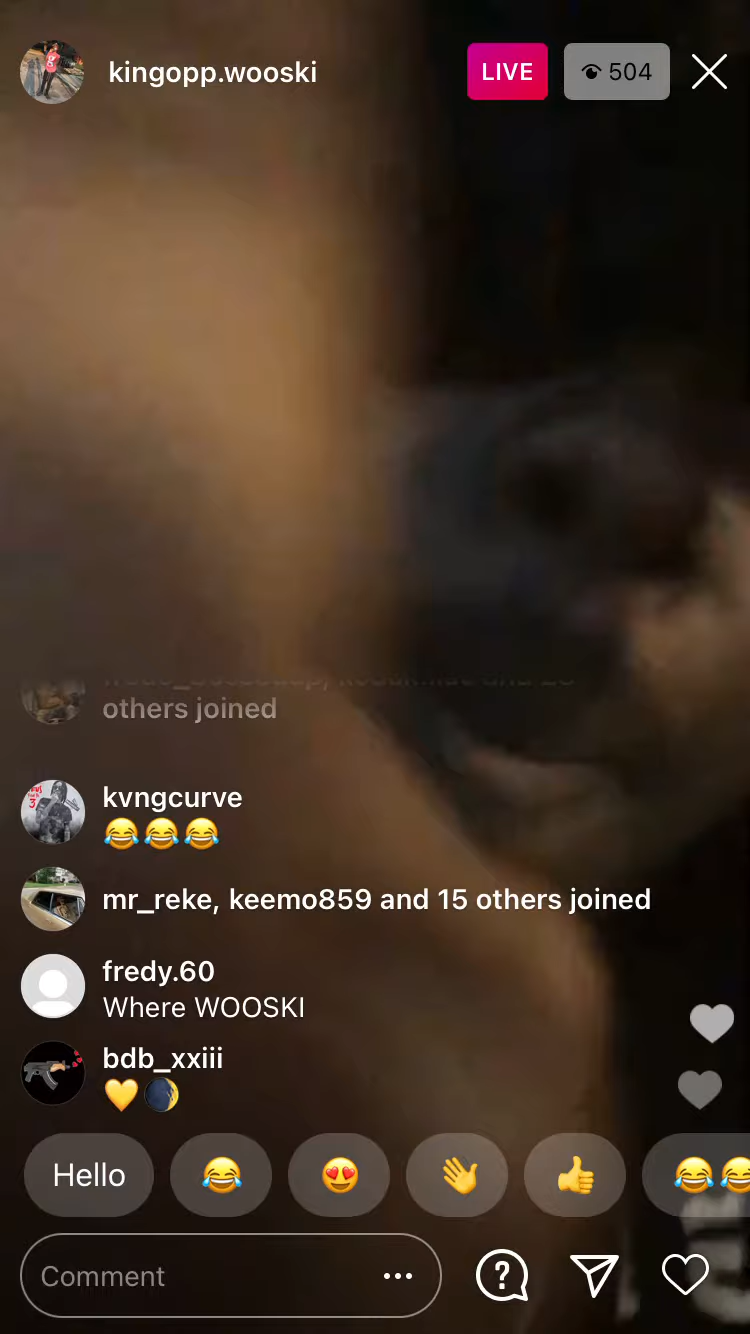 kingopp.wooski
LIVE
504
others joined
kvngcurve
😂😂😂
mr_reke, keemo859 and 15 others joined
fredy.60
Where WOOSKI
bdb_xxiii
💛🌒
Hello
Comment